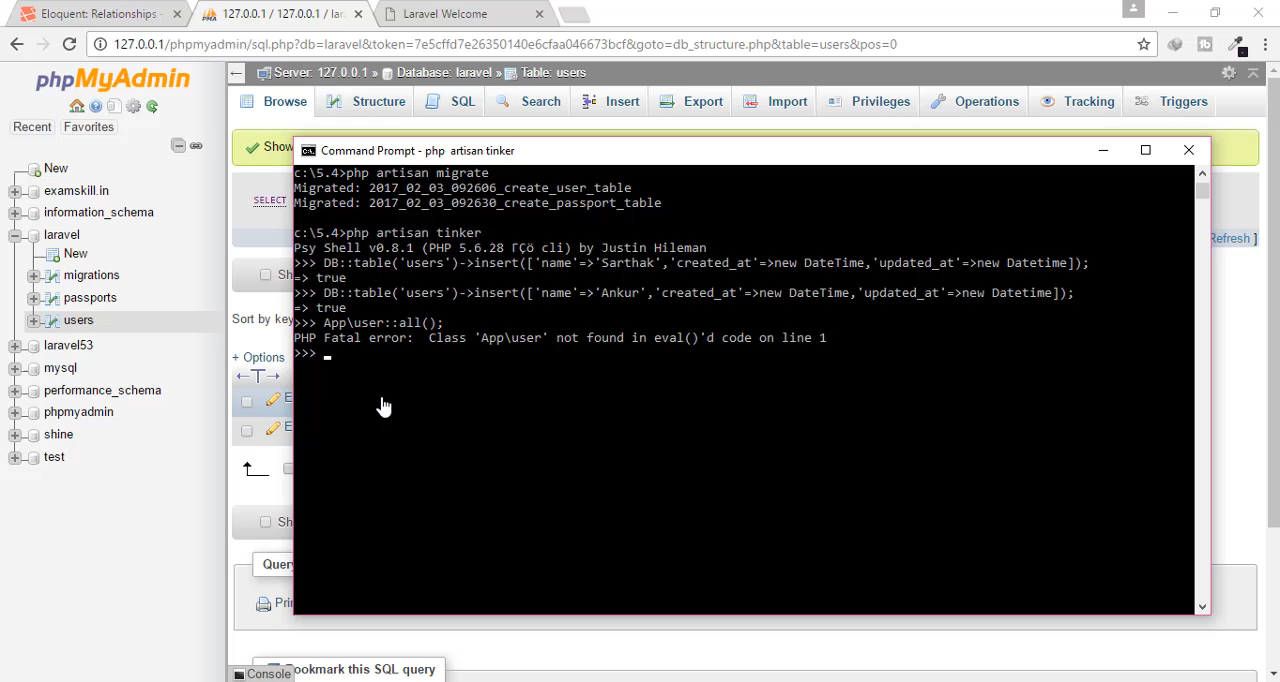 Eloquent: Relationships -
127.0.0.1 / 127.0.0.1 / lar
Laravel Welcome
127.0.0.1/phpmyadmin/sql.php?db=laravel&token=7e5cffd7e26350140e5cfaa046673bcf&goto=db_structure.php&table=users&pos=0
phpMyAdmin
Recent Favorites
New
examskill.in
information_schema
laravel
New
migrations
passports
users
laravel53
mysql
performance_schema
phpmyadmin
shine
test
Server: 127.0.0.1 » Database: laravel » Table: users
Browse Structure SQL Search Insert Export Import Privileges Operations Tracking Triggers
Show
SELECT
Refresh ]
Sh
Sort by key
+ Options
←T→
E
E
Sh
Query
Prin
Bookmark this SQL query
Console
Command Prompt - php artisan tinker
c:\5.4>php artisan migrate
Migrated: 2017_02_03_092606_create_user_table
Migrated: 2017_02_03_092630_create_passport_table
c:\5.4>php artisan tinker
Psy Shell v0.8.1 (PHP 5.6.28 ΓÇö cli) by Justin Hileman
>>> DB::table('users')->insert(['name'=>'Sarthak','created_at'=>new DateTime,'updated_at'=>new Datetime]);
=> true
>>> DB::table('users')->insert(['name'=>'Ankur','created_at'=>new DateTime,'updated_at'=>new Datetime]);
=> true
>>> App\user::all();
PHP Fatal error:  Class 'App\user' not found in eval()'d code on line 1
>>>